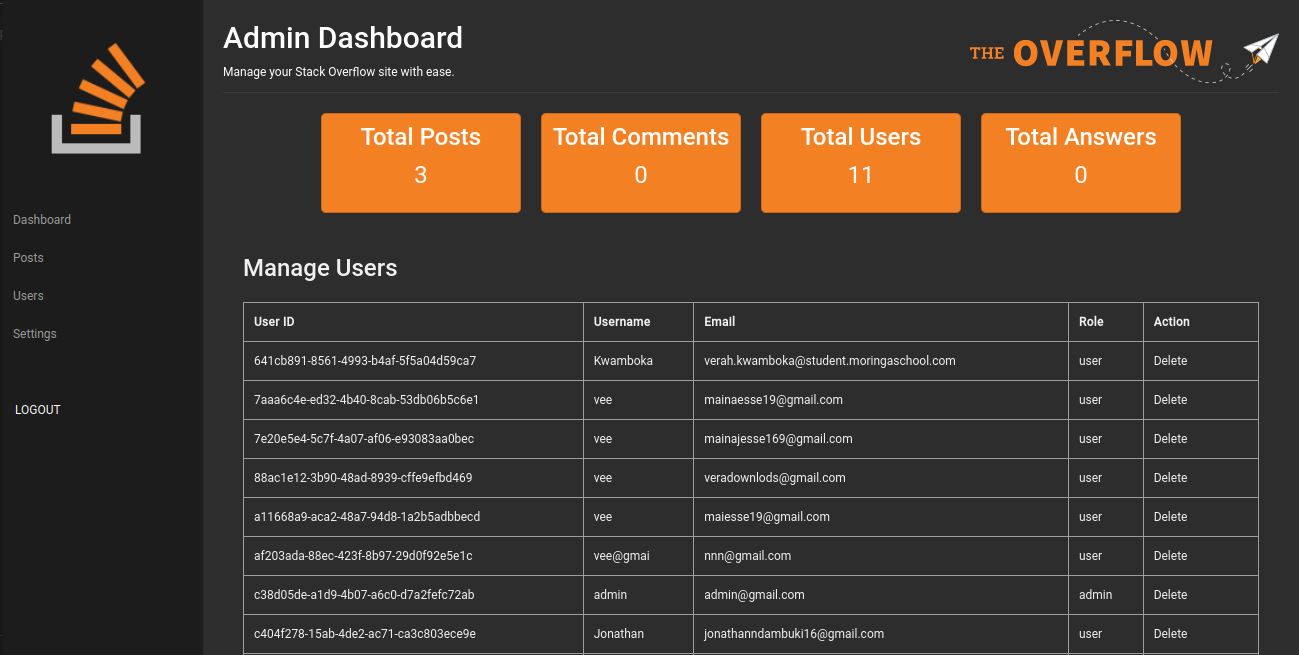 Admin Dashboard
Manage your Stack Overflow site with ease.
THE OVERFLOW
Total Posts
3
Total Comments
0
Total Users
11
Total Answers
0
Dashboard
Posts
Users
Settings
LOGOUT
Manage Users
User ID Username Email Role Action
641cb891-8561-4993-b4af-5f5a04d59ca7 Kwamboka verah.kwamboka@student.moringaschool.com user Delete
7aaa6c4e-ed32-4b40-8cab-53db06b5c6e1 vee mainaesse19@gmail.com user Delete
7e20e5e4-5c7f-4a07-af06-e93083aa0bec vee mainajesse169@gmail.com user Delete
88ac1e12-3b90-48ad-8939-cffe9efbd469 vee veradownlods@gmail.com user Delete
a11668a9-aca2-48a7-94d8-1a2b5adbbecd vee maiesse19@gmail.com user Delete
af203ada-88ec-423f-8b97-29d0f92e5e1c vee@gmai nnn@gmail.com user Delete
c38d05de-a1d9-4b07-a6c0-d7a2fefc72ab admin admin@gmail.com admin Delete
c404f278-15ab-4de2-ac71-ca3c803ece9e Jonathan jonathanndambuki16@gmail.com user Delete